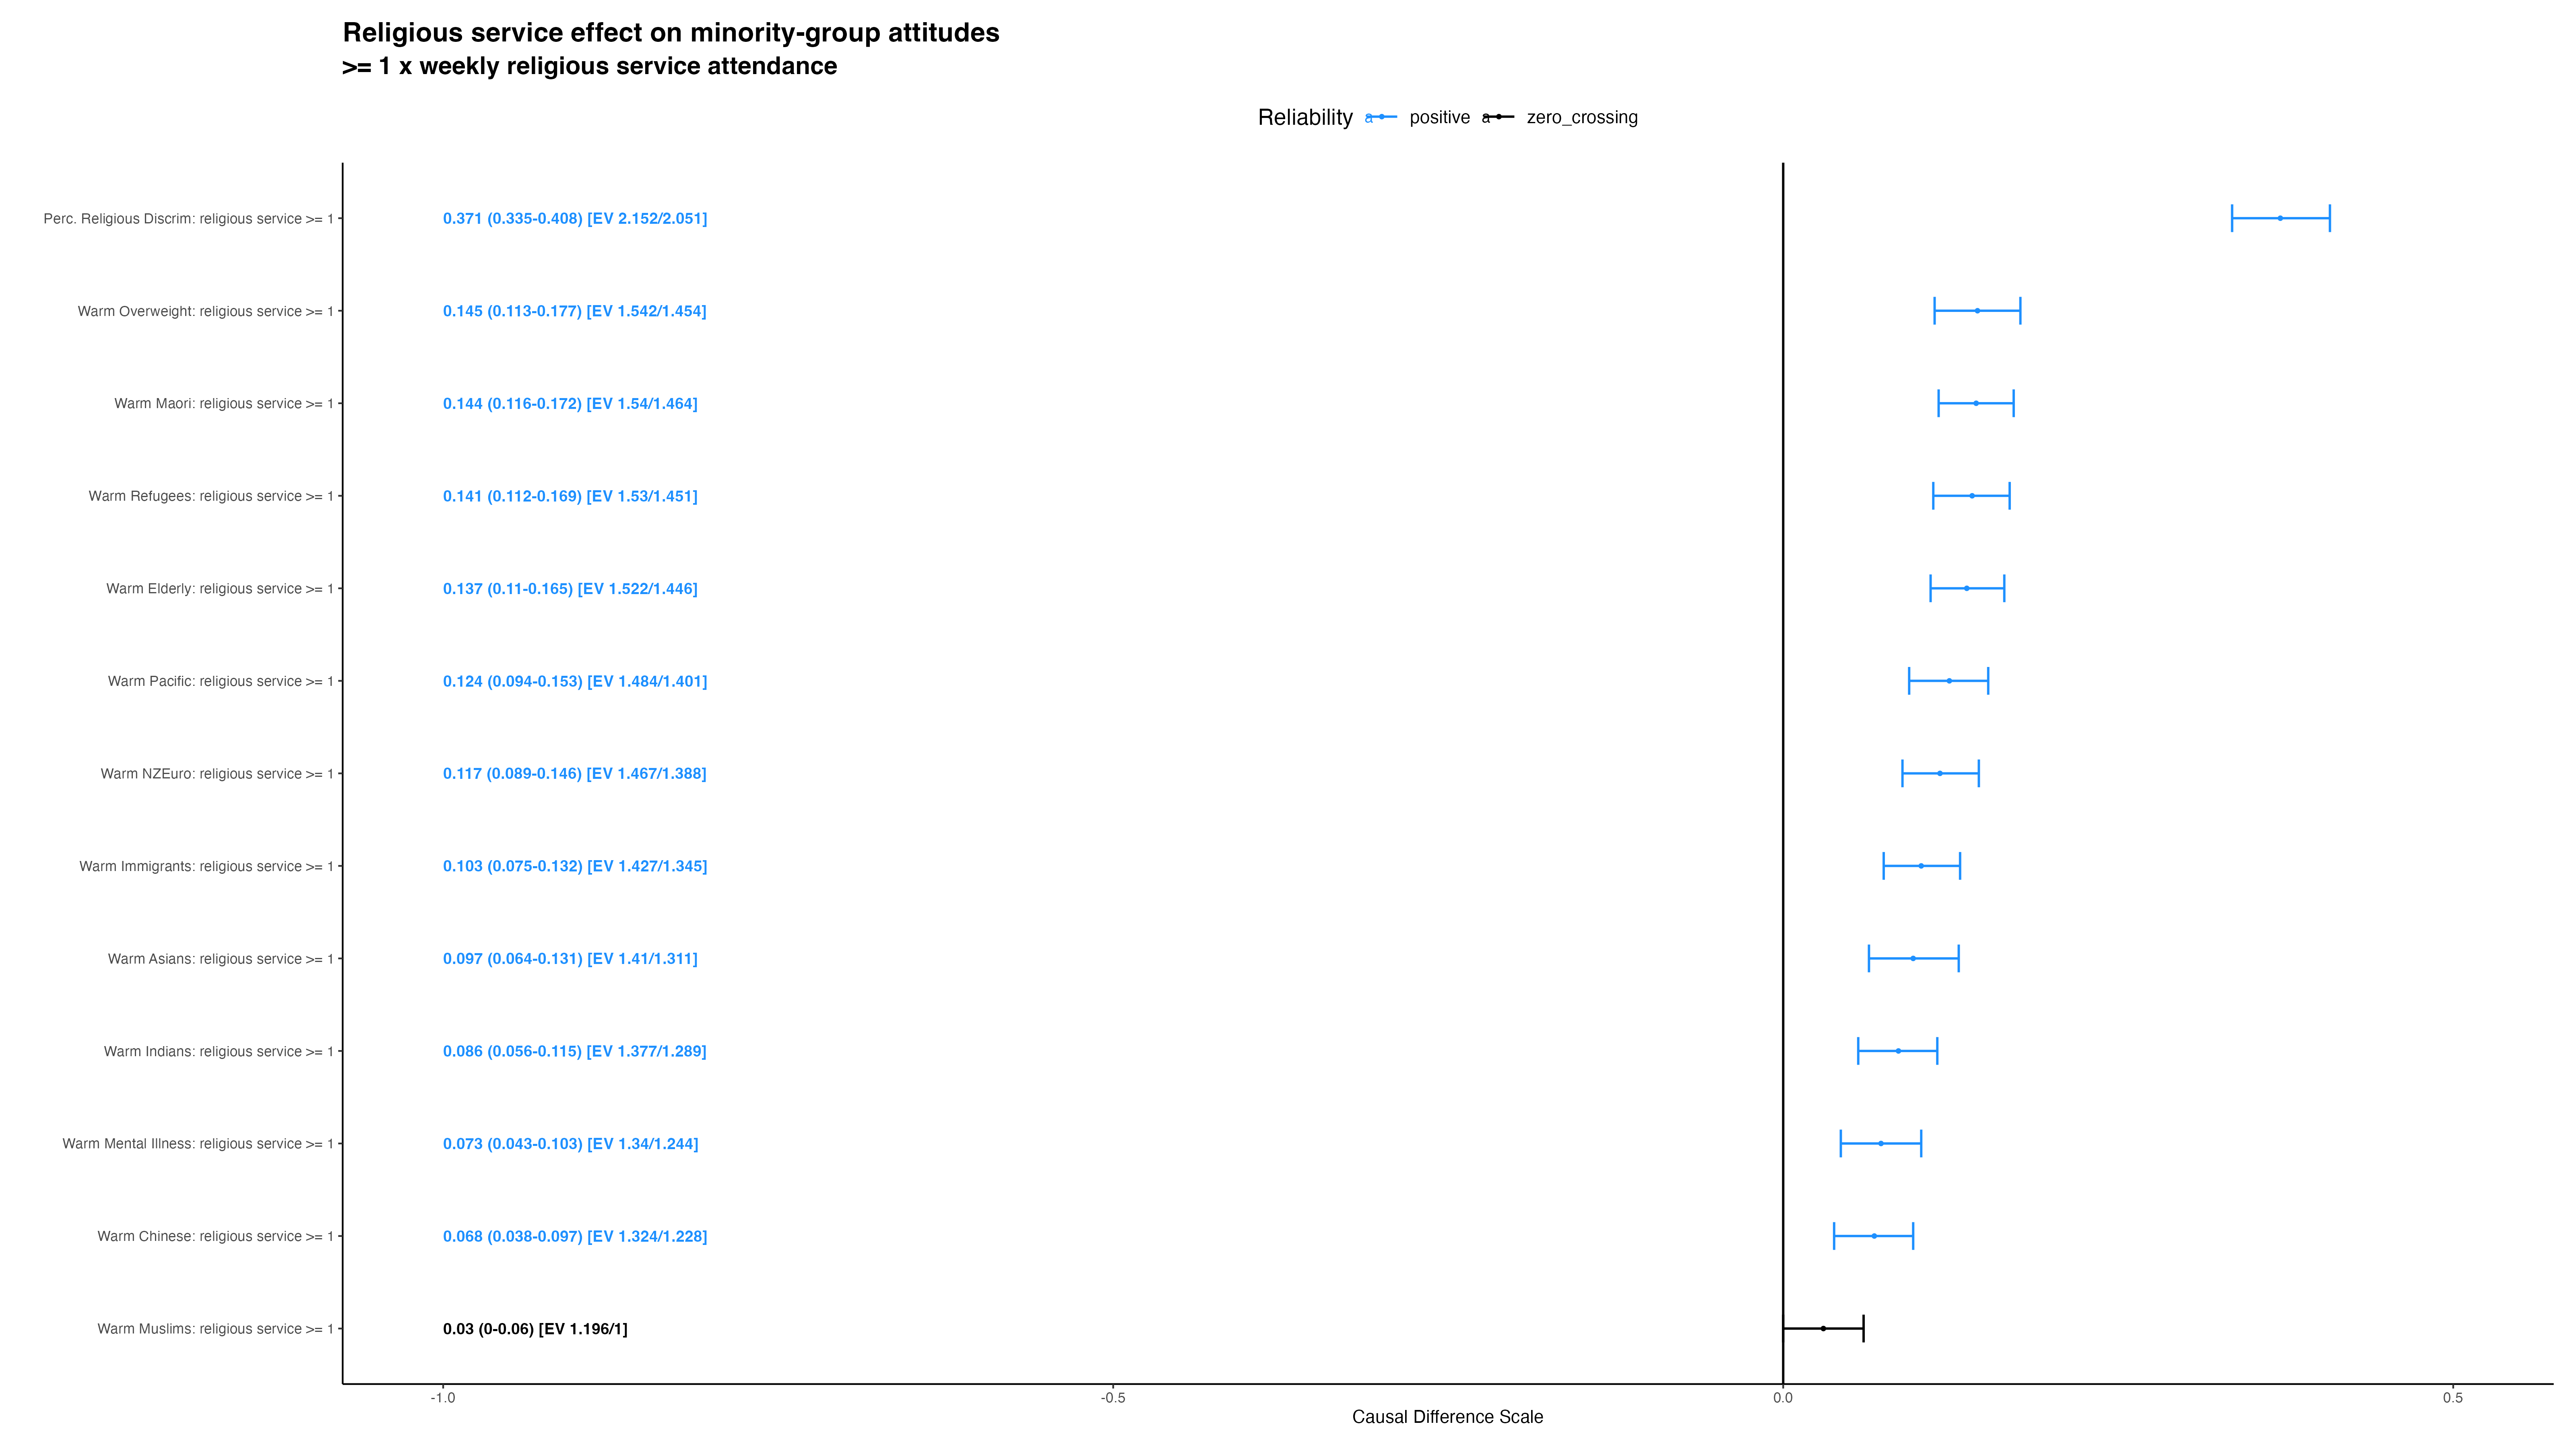 Religious service effect on minority-group attitudes
>= 1 x weekly religious service attendance
Reliability a positive a zero_crossing
Perc. Religious Discrim: religious service >= 1 0.371 (0.335-0.408) [EV 2.152/2.051]
Warm Overweight: religious service >= 1 0.145 (0.113-0.177) [EV 1.542/1.454]
Warm Maori: religious service >= 1 0.144 (0.116-0.172) [EV 1.54/1.464]
Warm Refugees: religious service >= 1 0.141 (0.112-0.169) [EV 1.53/1.451]
Warm Elderly: religious service >= 1 0.137 (0.11-0.165) [EV 1.522/1.446]
Warm Pacific: religious service >= 1 0.124 (0.094-0.153) [EV 1.484/1.401]
Warm NZEuro: religious service >= 1 0.117 (0.089-0.146) [EV 1.467/1.388]
Warm Immigrants: religious service >= 1 0.103 (0.075-0.132) [EV 1.427/1.345]
Warm Asians: religious service >= 1 0.097 (0.064-0.131) [EV 1.41/1.311]
Warm Indians: religious service >= 1 0.086 (0.056-0.115) [EV 1.377/1.289]
Warm Mental Illness: religious service >= 1 0.073 (0.043-0.103) [EV 1.34/1.244]
Warm Chinese: religious service >= 1 0.068 (0.038-0.097) [EV 1.324/1.228]
Warm Muslims: religious service >= 1 0.03 (0-0.06) [EV 1.196/1]
-1.0 -0.5 0.0 0.5
Causal Difference Scale